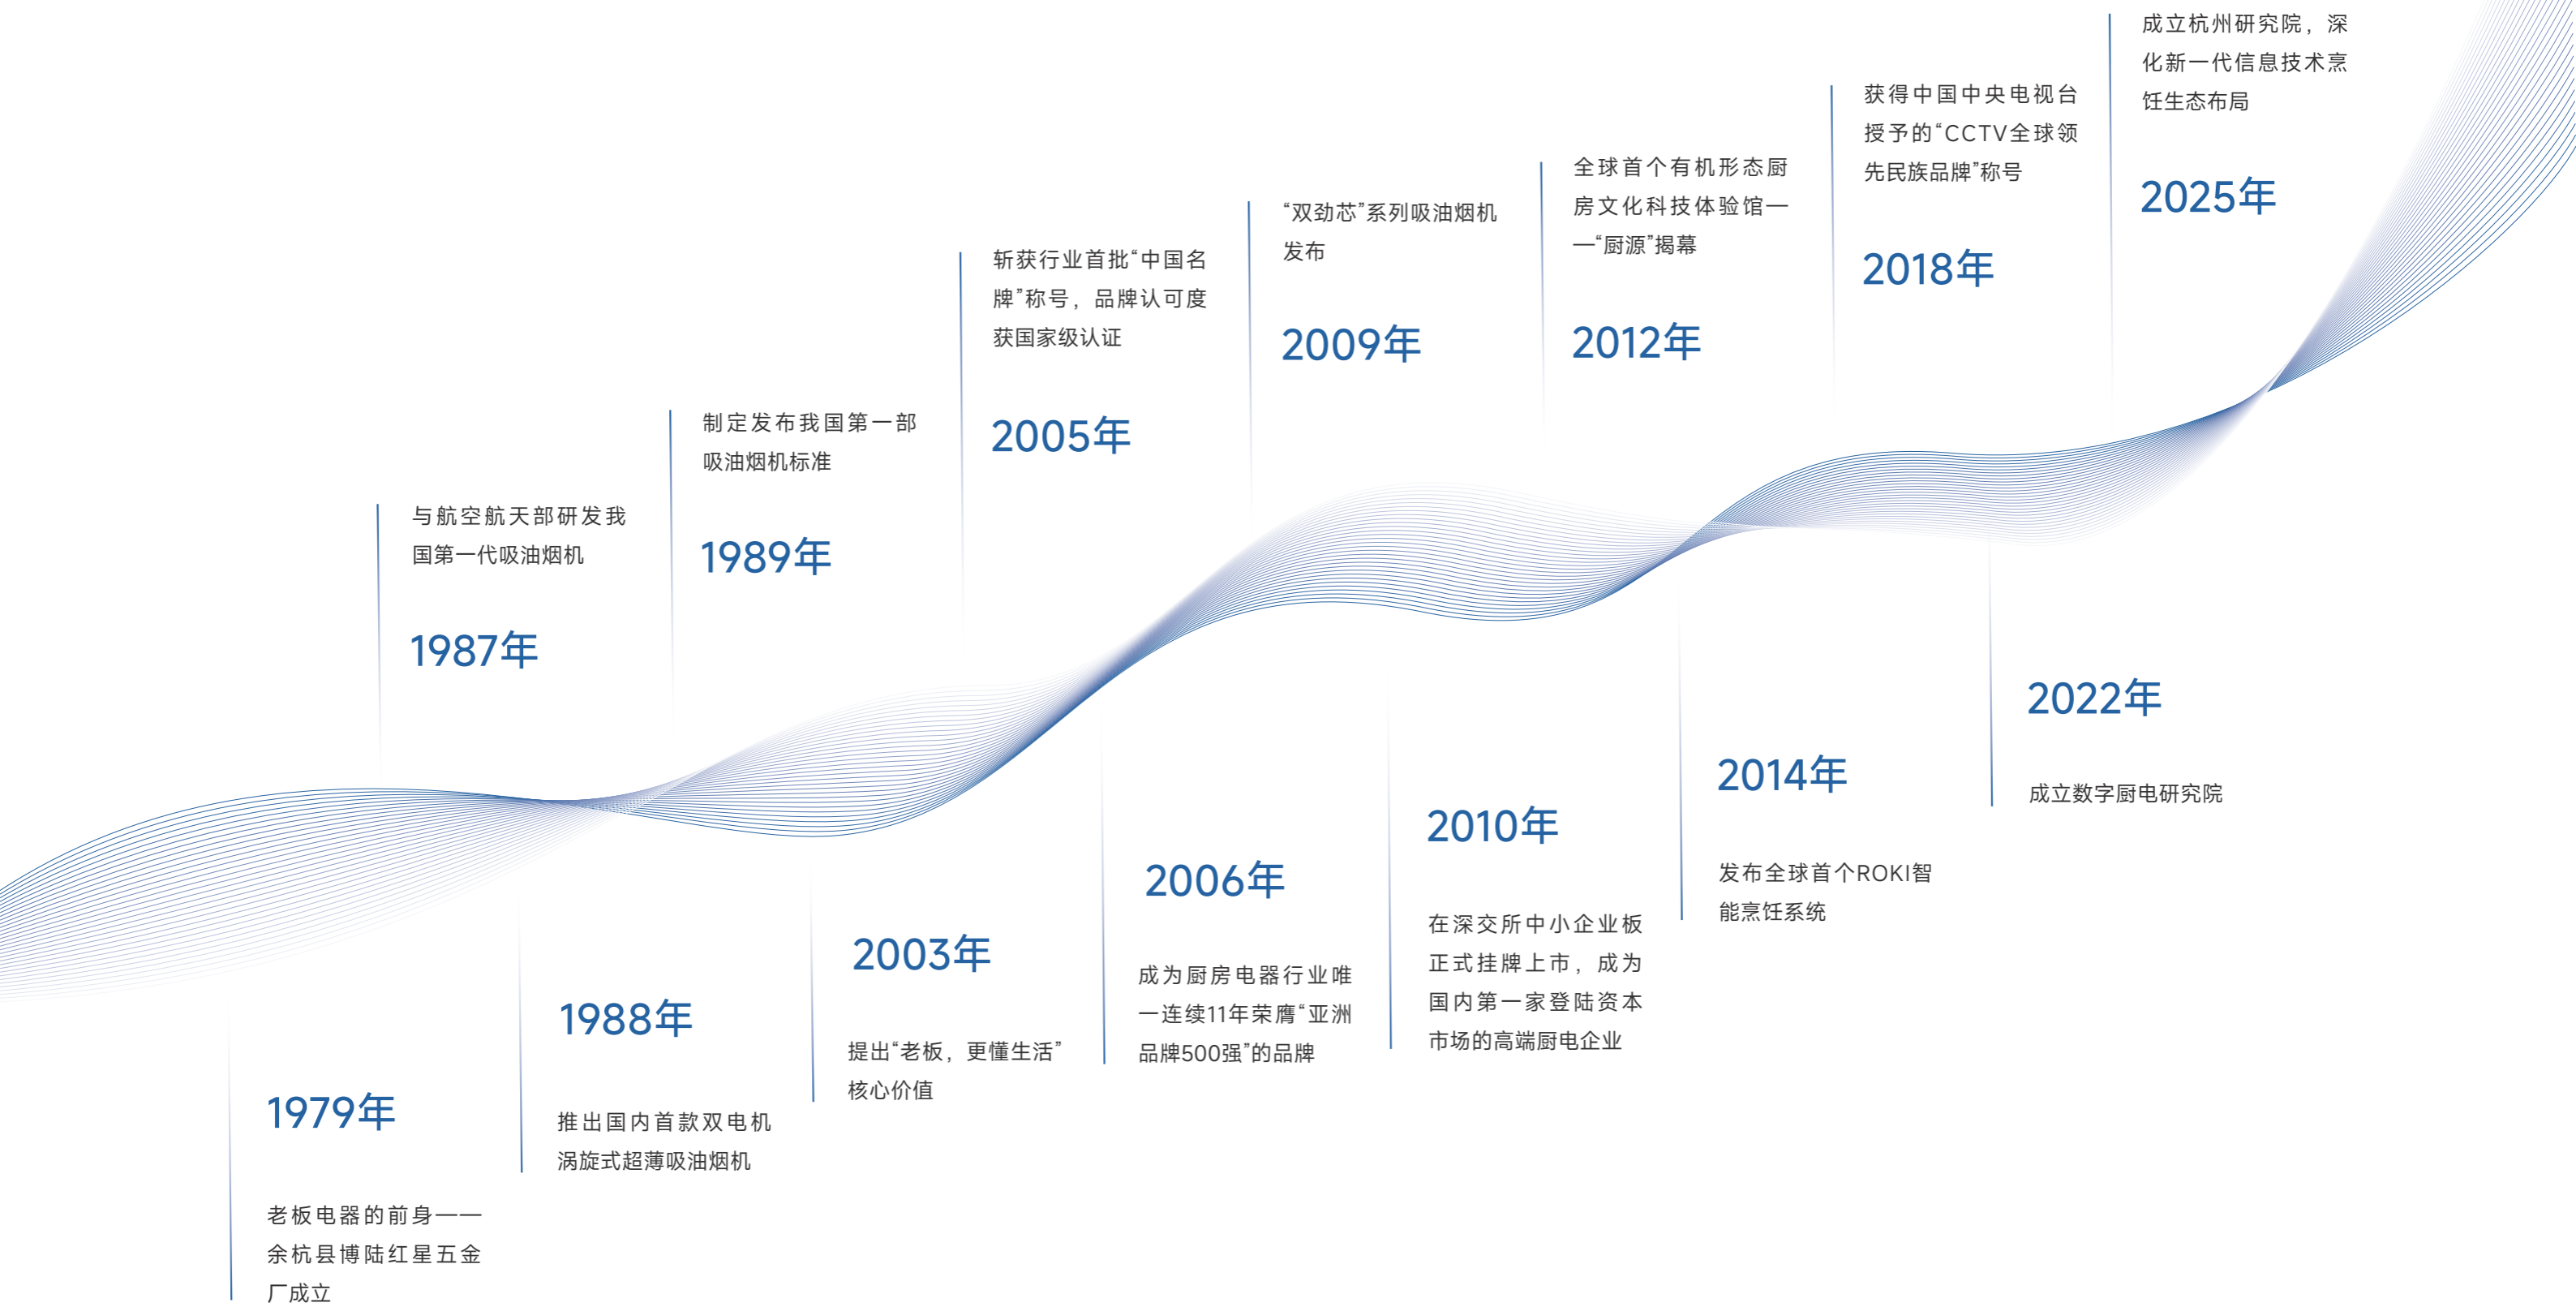 1979年
老板电器的前身——
余杭县博陆红星五金
厂成立
与航空航天部研发我
国第一代吸油烟机
1987年
1988年
推出国内首款双电机
涡旋式超薄吸油烟机
制定发布我国第一部
吸油烟机标准
1989年
2003年
提出“老板，更懂生活”
核心价值
斩获行业首批“中国名
牌”称号，品牌认可度
获国家级认证
2005年
2006年
成为厨房电器行业唯
一连续11年荣膺“亚洲
品牌500强”的品牌
“双劲芯”系列吸油烟机
发布
2009年
2010年
在深交所中小企业板
正式挂牌上市，成为
国内第一家登陆资本
市场的高端厨电企业
全球首个有机形态厨
房文化科技体验馆—
—“厨源”揭幕
2012年
2014年
发布全球首个ROKI智
能烹饪系统
获得中国中央电视台
授予的“CCTV全球领
先民族品牌”称号
2018年
2022年
成立数字厨电研究院
成立杭州研究院，深
化新一代信息技术烹
饪生态布局
2025年